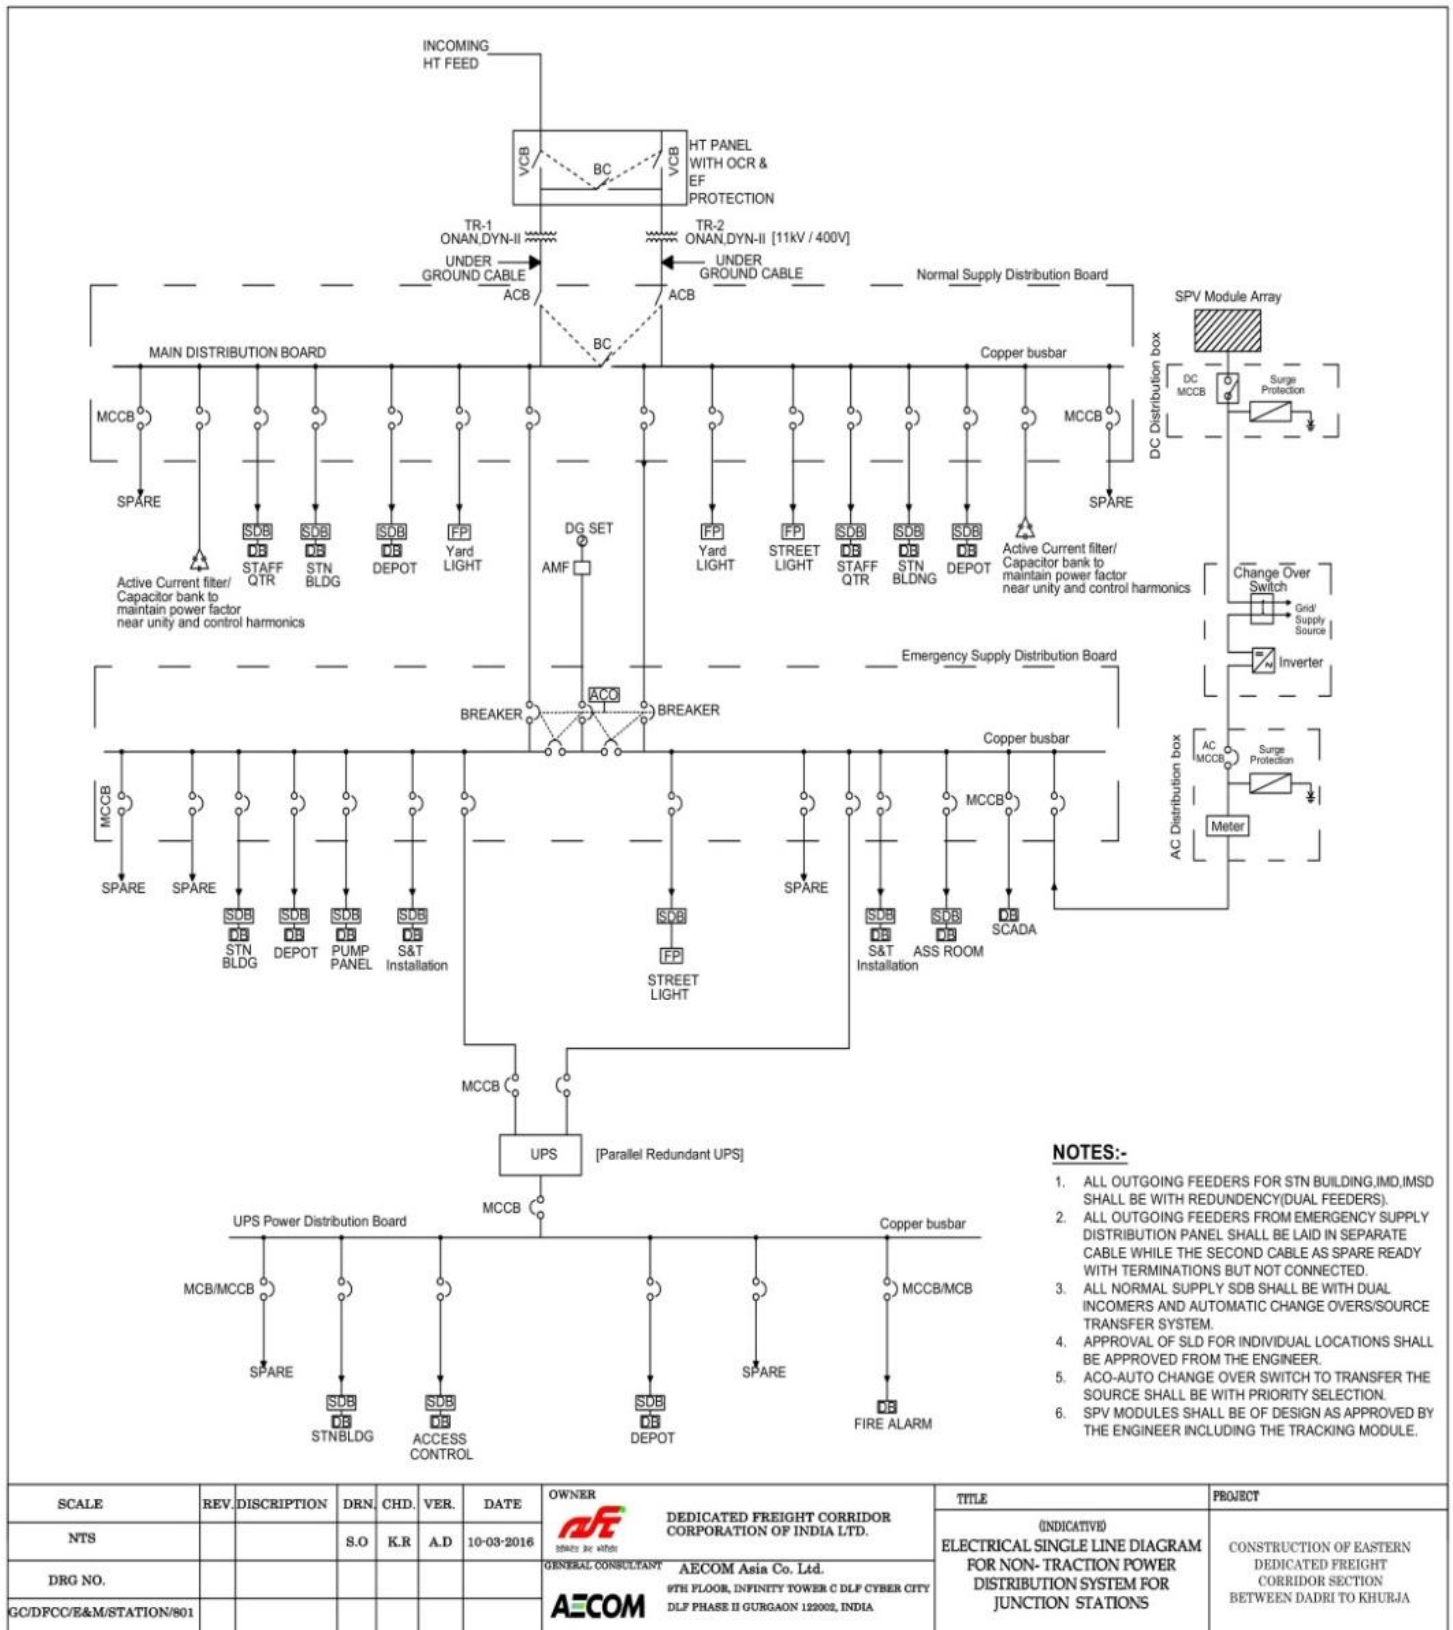 INCOMING
HT FEED
VCB
BC
VCB
HT PANEL
WITH OCR &
EF
PROTECTION
TR-1
ONAN,DYN-II
TR-2
ONAN,DYN-II [11kV / 400V]
UNDER
GROUND CABLE
UNDER
GROUND CABLE
Normal Supply Distribution Board
ACB
ACB
BC
MAIN DISTRIBUTION BOARD
Copper busbar
MCCB
MCCB
SPARE
Active Current filter/
Capacitor bank to
maintain power factor
near unity and control harmonics
SDB
DB
STAFF
QTR
SDB
DB
STN
BLDG
SDB
DB
DEPOT
FP
Yard
LIGHT
DG SET
AMF
FP
Yard
LIGHT
FP
STREET
LIGHT
SDB
DB
STAFF
QTR
SDB
DB
STN
BLDNG
SDB
DB
DEPOT
Active Current filter/
Capacitor bank to
maintain power factor
near unity and control harmonics
SPARE
SPV Module Array
DC Distribution box
DC
MCCB
Surge
Protection
Change Over
Switch
Grid/
Supply
Source
Inverter
AC Distribution box
AC
MCCB
Surge
Protection
Meter
Emergency Supply Distribution Board
BREAKER
ACO
BREAKER
Copper busbar
MCCB
MCCB
SPARE
SPARE
SDB
DB
STN
BLDG
SDB
DB
DEPOT
SDB
DB
PUMP
PANEL
SDB
DB
S&T
Installation
SDB
FP
STREET
LIGHT
SPARE
SDB
DB
S&T
Installation
SDB
DB
ASS ROOM
DB
SCADA
MCCB
UPS
[Parallel Redundant UPS]
MCCB
UPS Power Distribution Board
Copper busbar
MCB/MCCB
MCCB/MCB
SPARE
SDB
DB
STNBLDG
SDB
DB
ACCESS
CONTROL
SDB
DB
DEPOT
SPARE
DB
FIRE ALARM
NOTES:-
1. ALL OUTGOING FEEDERS FOR STN BUILDING,IMD,IMSD
SHALL BE WITH REDUNDENCY(DUAL FEEDERS).
2. ALL OUTGOING FEEDERS FROM EMERGENCY SUPPLY
DISTRIBUTION PANEL SHALL BE LAID IN SEPARATE
CABLE WHILE THE SECOND CABLE AS SPARE READY
WITH TERMINATIONS BUT NOT CONNECTED.
3. ALL NORMAL SUPPLY SDB SHALL BE WITH DUAL
INCOMERS AND AUTOMATIC CHANGE OVERS/SOURCE
TRANSFER SYSTEM.
4. APPROVAL OF SLD FOR INDIVIDUAL LOCATIONS SHALL
BE APPROVED FROM THE ENGINEER.
5. ACO-AUTO CHANGE OVER SWITCH TO TRANSFER THE
SOURCE SHALL BE WITH PRIORITY SELECTION.
6. SPV MODULES SHALL BE OF DESIGN AS APPROVED BY
THE ENGINEER INCLUDING THE TRACKING MODULE.
SCALE
NTS
DRG NO.
GC/DFCC/E&M/STATION/801
REV. DISCRIPTION DRN. CHD. VER. DATE
S.O K.R A.D 10-03-2016
OWNER
DEDICATED FREIGHT CORRIDOR
CORPORATION OF INDIA LTD.
GENERAL CONSULTANT
AECOM
AECOM Asia Co. Ltd.
9TH FLOOR, INFINITY TOWER C DLF CYBER CITY
DLF PHASE II GURGAON 122002, INDIA
TITLE
(INDICATIVE)
ELECTRICAL SINGLE LINE DIAGRAM
FOR NON- TRACTION POWER
DISTRIBUTION SYSTEM FOR
JUNCTION STATIONS
PROJECT
CONSTRUCTION OF EASTERN
DEDICATED FREIGHT
CORRIDOR SECTION
BETWEEN DADRI TO KHURJA